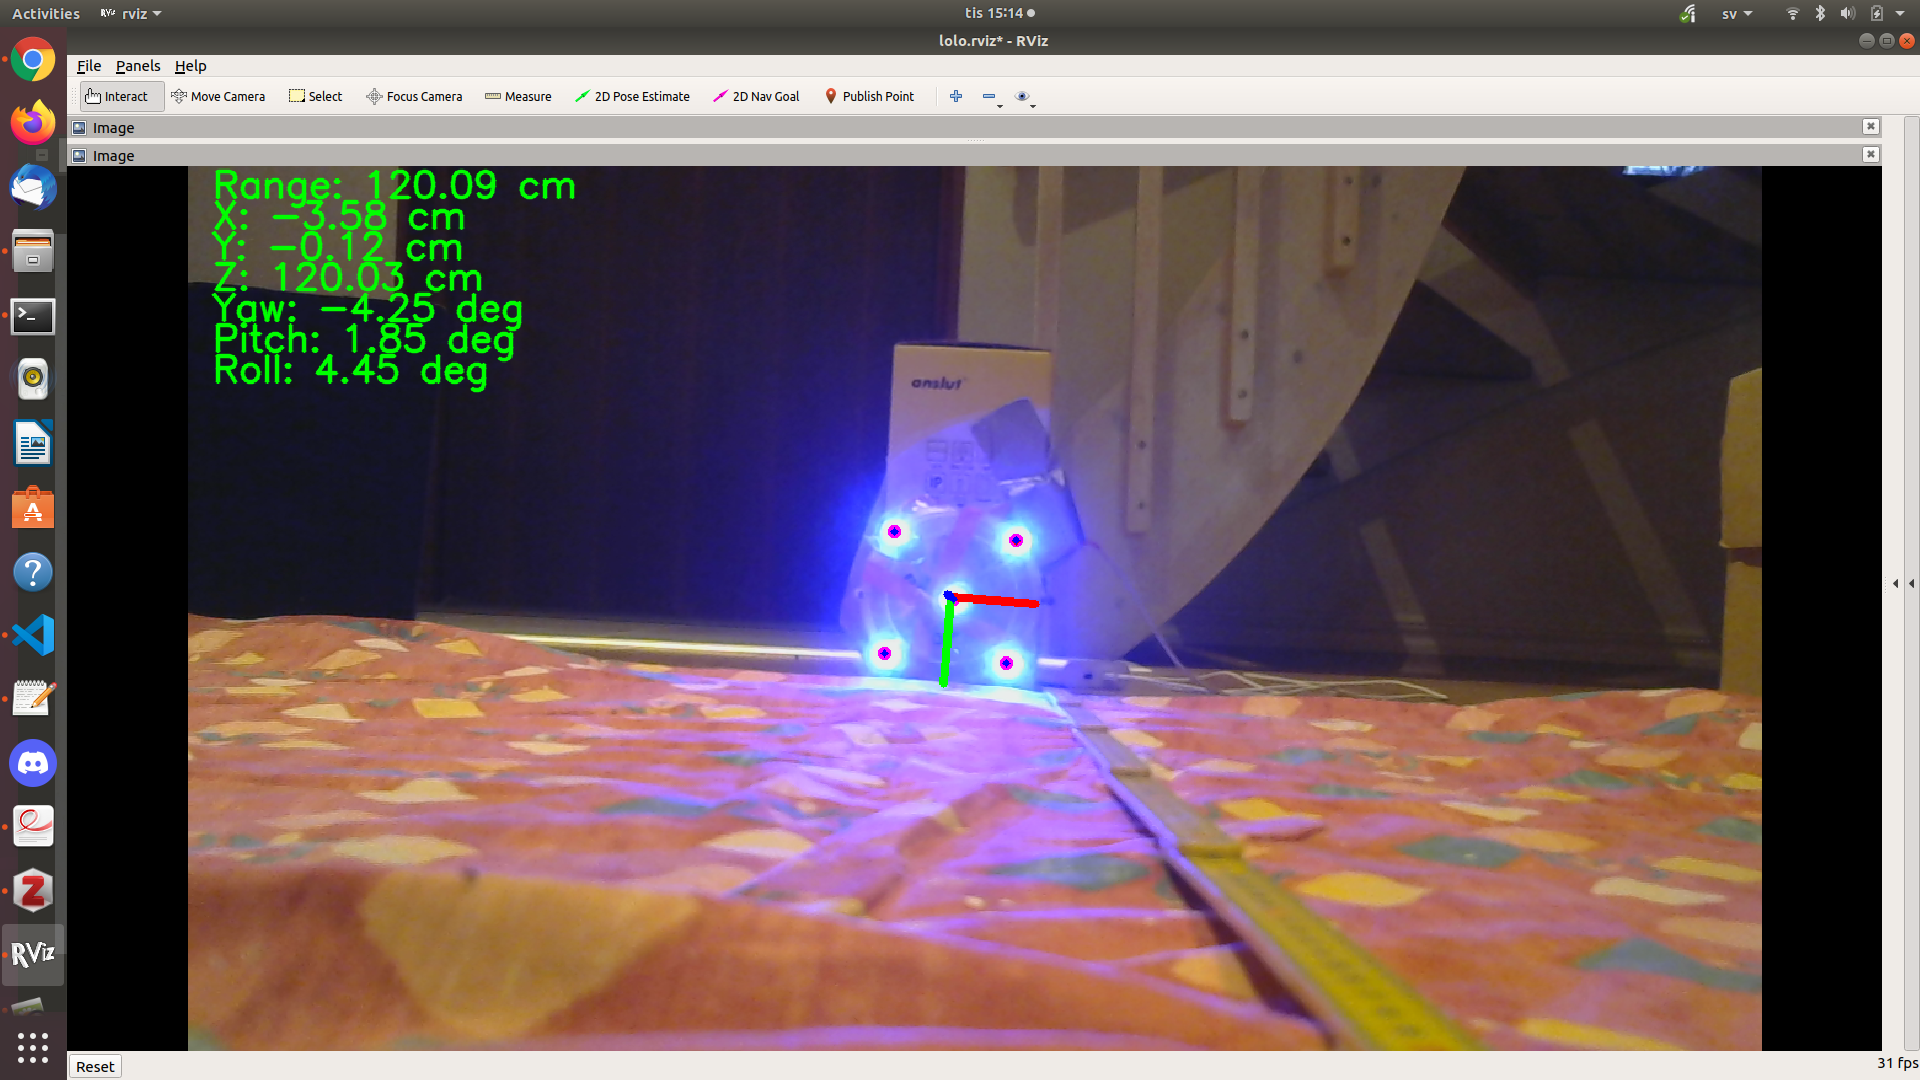 Activities
RViz
rviz
tis 15:14
sv
lolo.rviz* - RViz
File
Panels
Help
Interact
Move Camera
Select
Focus Camera
Measure
2D Pose Estimate
2D Nav Goal
Publish Point
Image
Image
Range: 120.09 cm
X: -3.58 cm
Y: -0.12 cm
Z: 120.03 cm
Yaw: -4.25 deg
Pitch: 1.85 deg
Roll: 4.45 deg
anslut
IP
RViz
Reset
31 fps